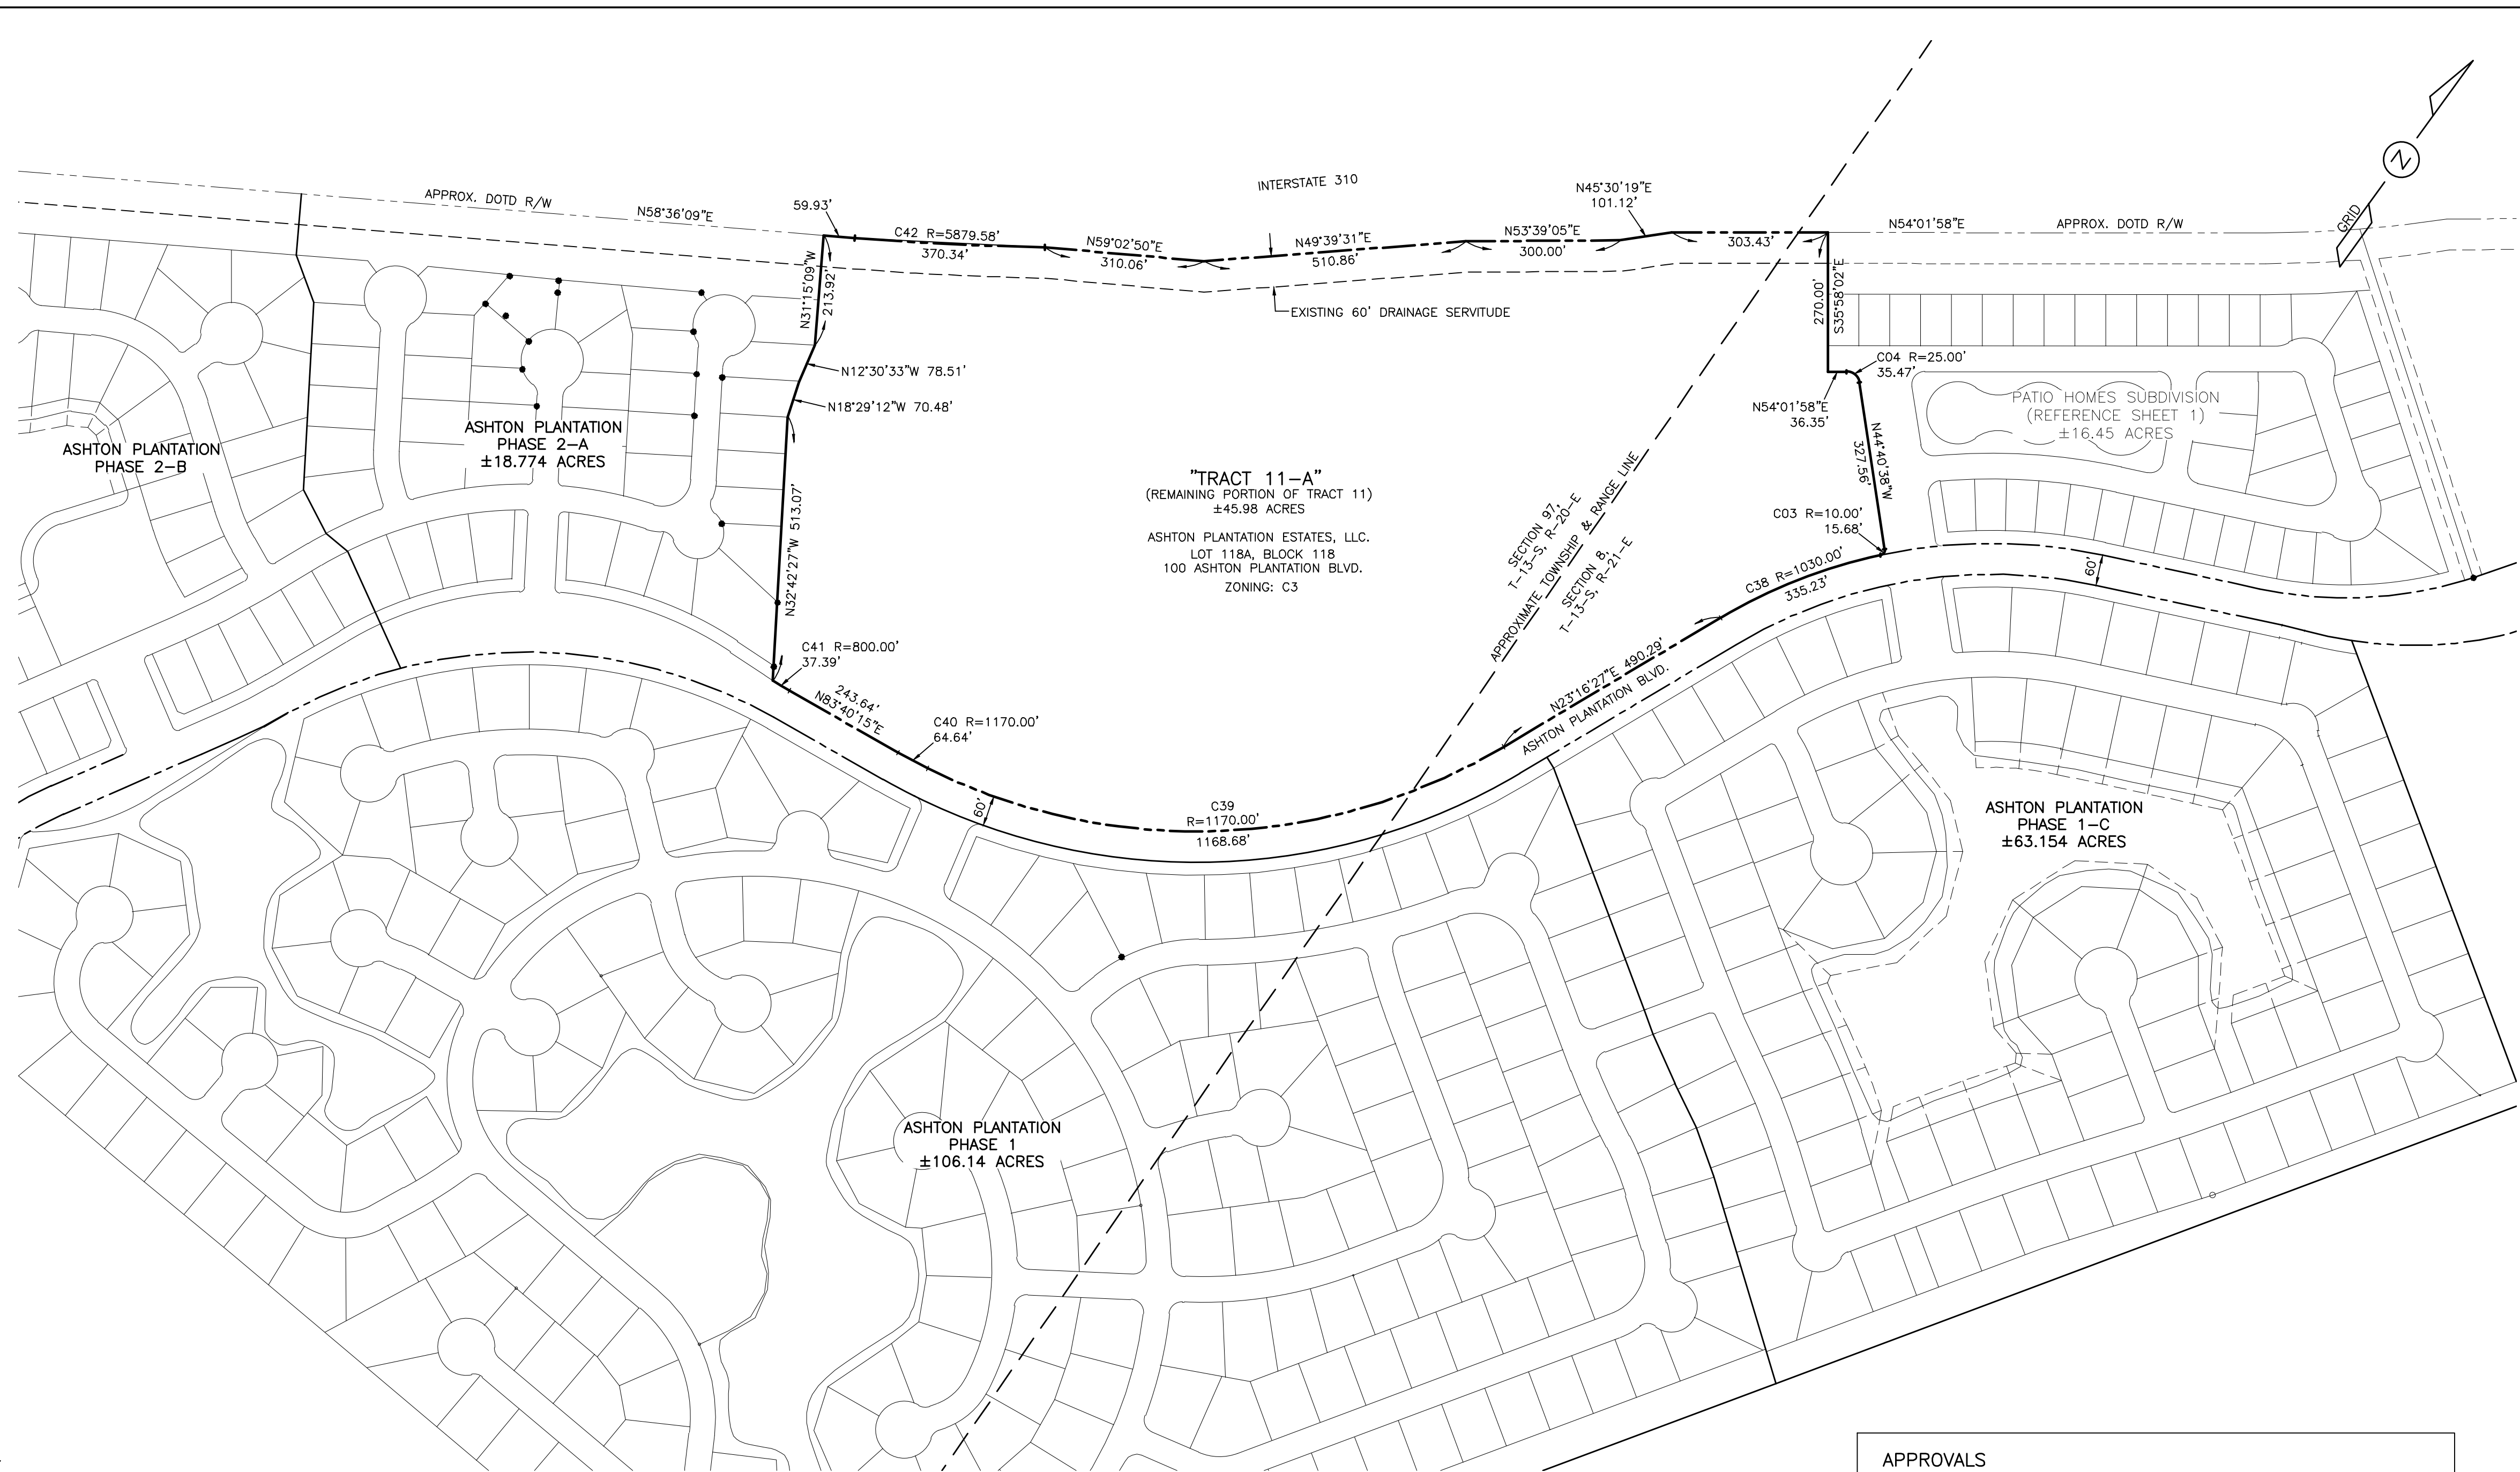 INTERSTATE 310
APPROX. DOTD R/W
N58°36'09"E
59.93'
C42 R=5879.58'
370.34'
N59°02'50"E
310.06'
N49°39'31"E
510.86'
N53°39'05"E
300.00'
N45°30'19"E
101.12'
303.43'
N54°01'58"E
APPROX. DOTD R/W
GRID
N
EXISTING 60' DRAINAGE SERVITUDE
N31°15'09"W
213.92'
N12°30'33"W 78.51'
N18°29'12"W 70.48'
N32°42'27"W 513.07'
270.00'
S35°58'02"E
C04 R=25.00'
35.47'
N54°01'58"E
36.35'
N44°40'38"W
327.56'
C03 R=10.00'
15.68'
PATIO HOMES SUBDIVISION
(REFERENCE SHEET 1)
±16.45 ACRES
ASHTON PLANTATION
PHASE 2-B
ASHTON PLANTATION
PHASE 2-A
±18.774 ACRES
"TRACT 11-A"
(REMAINING PORTION OF TRACT 11)
±45.98 ACRES
ASHTON PLANTATION ESTATES, LLC.
LOT 118A, BLOCK 118
100 ASHTON PLANTATION BLVD.
ZONING: C3
SECTION 97,
T-13-S, R-20-E
APPROXIMATE TOWNSHIP & RANGE LINE
SECTION 8,
T-13-S, R-21-E
C38 R=1030.00'
335.23'
60'
N23°16'27"E 490.29'
ASHTON PLANTATION BLVD.
C41 R=800.00'
37.39'
243.64'
N83°40'15"E
C40 R=1170.00'
64.64'
60'
C39
R=1170.00'
1168.68'
ASHTON PLANTATION
PHASE 1-C
±63.154 ACRES
ASHTON PLANTATION
PHASE 1
±106.14 ACRES
APPROVALS